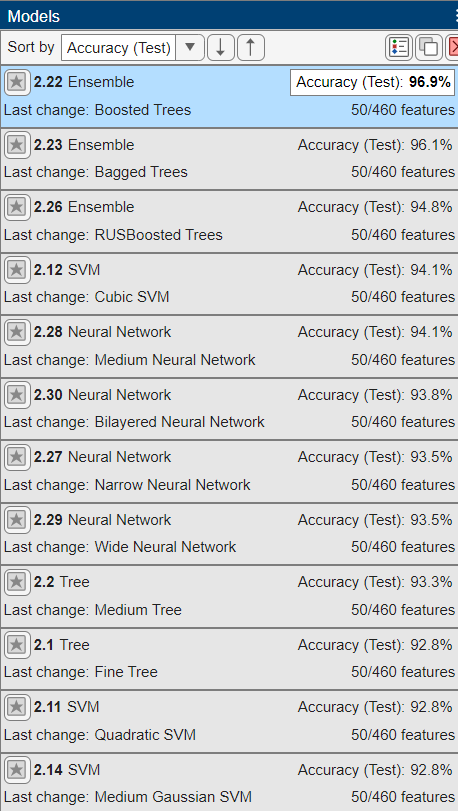 Models
Sort by Accuracy (Test)
2.22 Ensemble Accuracy (Test): 96.9%
Last change: Boosted Trees 50/460 features
2.23 Ensemble Accuracy (Test): 96.1%
Last change: Bagged Trees 50/460 features
2.26 Ensemble Accuracy (Test): 94.8%
Last change: RUSBoosted Trees 50/460 features
2.12 SVM Accuracy (Test): 94.1%
Last change: Cubic SVM 50/460 features
2.28 Neural Network Accuracy (Test): 94.1%
Last change: Medium Neural Network 50/460 features
2.30 Neural Network Accuracy (Test): 93.8%
Last change: Bilayered Neural Network 50/460 features
2.27 Neural Network Accuracy (Test): 93.5%
Last change: Narrow Neural Network 50/460 features
2.29 Neural Network Accuracy (Test): 93.5%
Last change: Wide Neural Network 50/460 features
2.2 Tree Accuracy (Test): 93.3%
Last change: Medium Tree 50/460 features
2.1 Tree Accuracy (Test): 92.8%
Last change: Fine Tree 50/460 features
2.11 SVM Accuracy (Test): 92.8%
Last change: Quadratic SVM 50/460 features
2.14 SVM Accuracy (Test): 92.8%
Last change: Medium Gaussian SVM 50/460 features